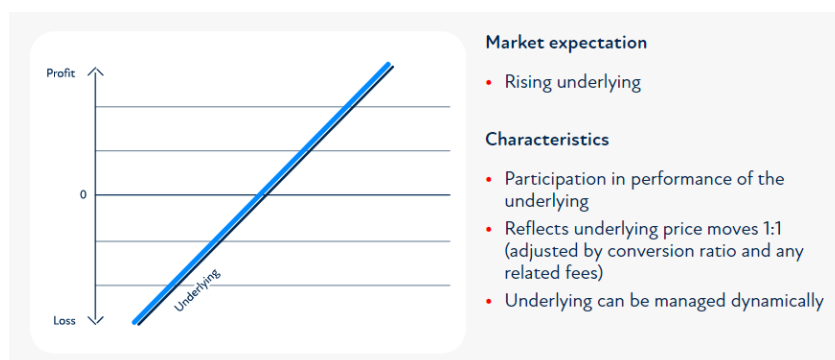 Profit
0
Loss
Underlying
Market expectation
• Rising underlying
Characteristics
• Participation in performance of the
underlying
• Reflects underlying price moves 1:1
(adjusted by conversion ratio and any
related fees)
• Underlying can be managed dynamically